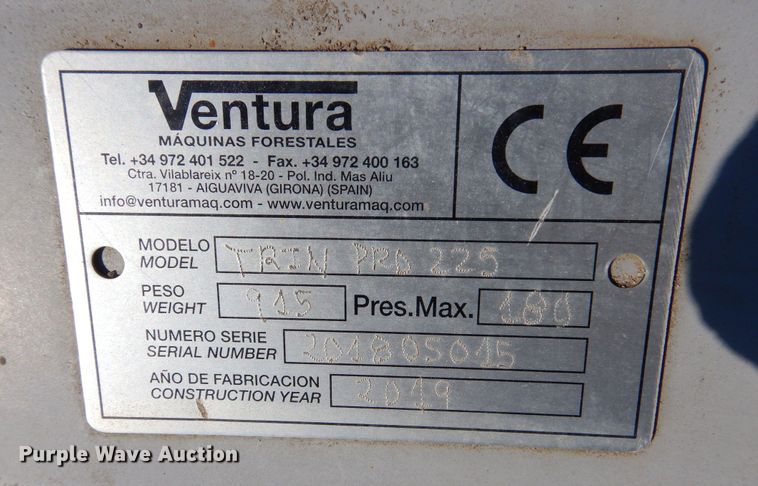 Ventura
MÁQUINAS FORESTALES
Tel. +34 972 401 522 - Fax. +34 972 400 163
Ctra. Vilablareix nº 18-20 - Pol. Ind. Mas Aliu
17181 - AIGUAVIVA (GIRONA) (SPAIN)
info@venturamaq.com - www.venturamaq.com
CE
MODELO
MODEL TRIN PRO 225
PESO
WEIGHT 915 Pres.Max. 180
NUMERO SERIE
SERIAL NUMBER 201805015
AÑO DE FABRICACION
CONSTRUCTION YEAR 2019
Purple Wave Auction